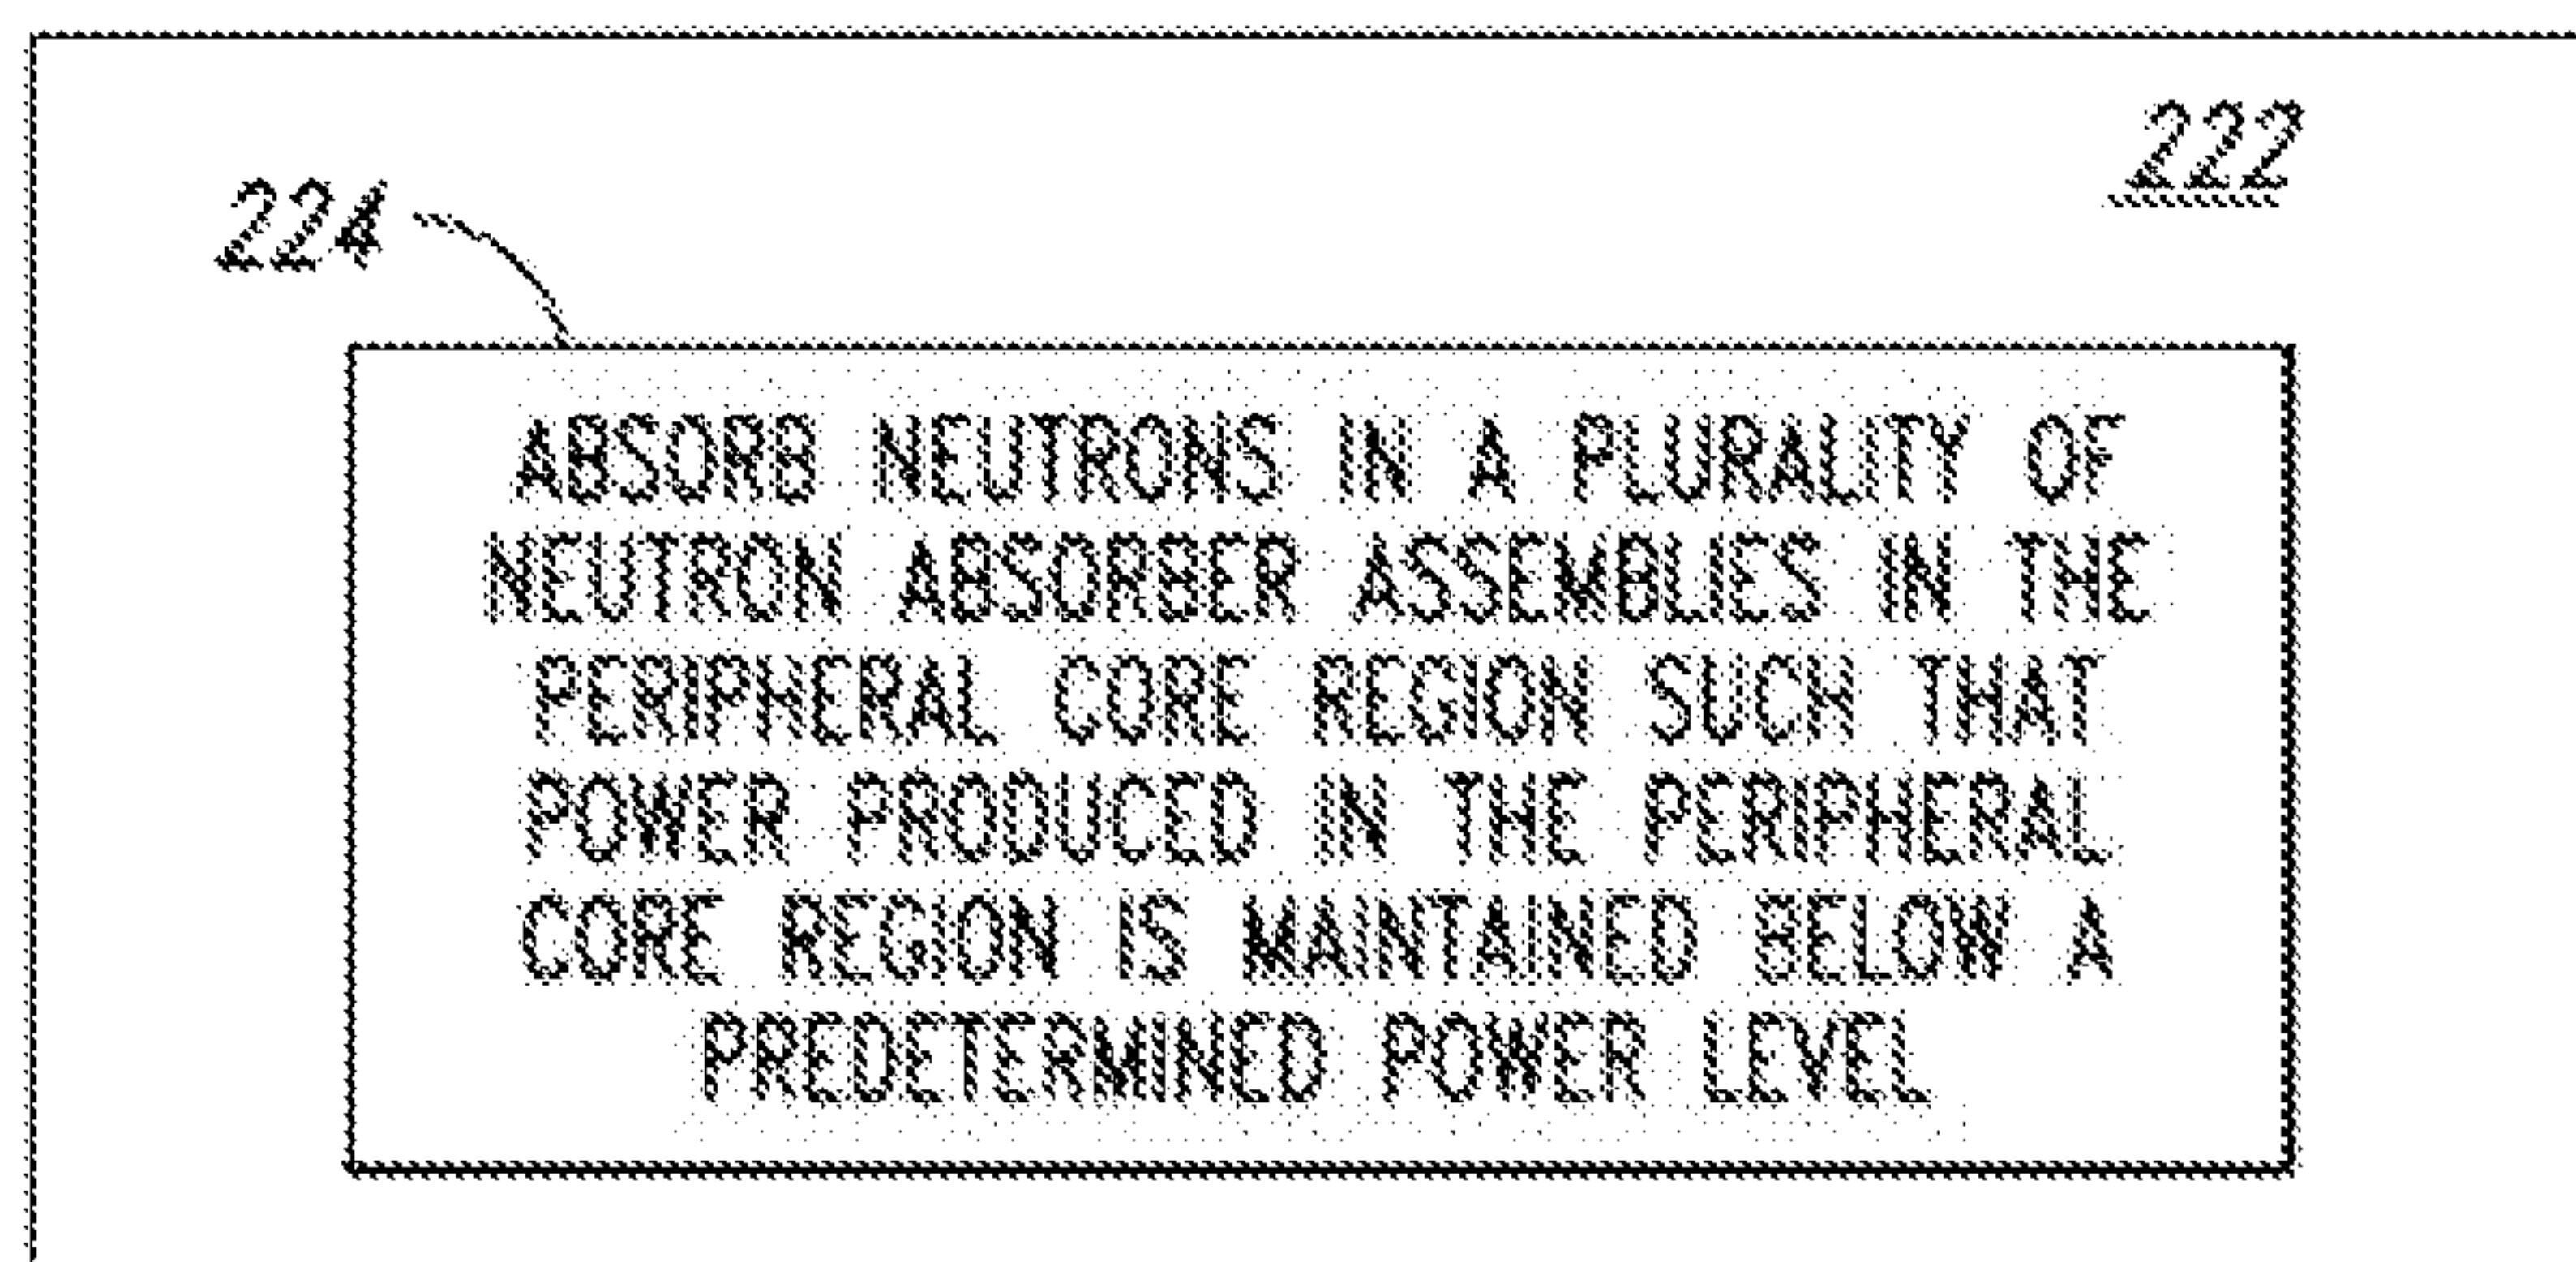 222
224
ABSORB NEUTRONS IN A PLURALITY OF
NEUTRON ABSORBER ASSEMBLIES IN THE
PERIPHERAL CORE REGION SUCH THAT
POWER PRODUCED IN THE PERIPHERAL
CORE REGION IS MAINTAINED BELOW A
PREDETERMINED POWER LEVEL